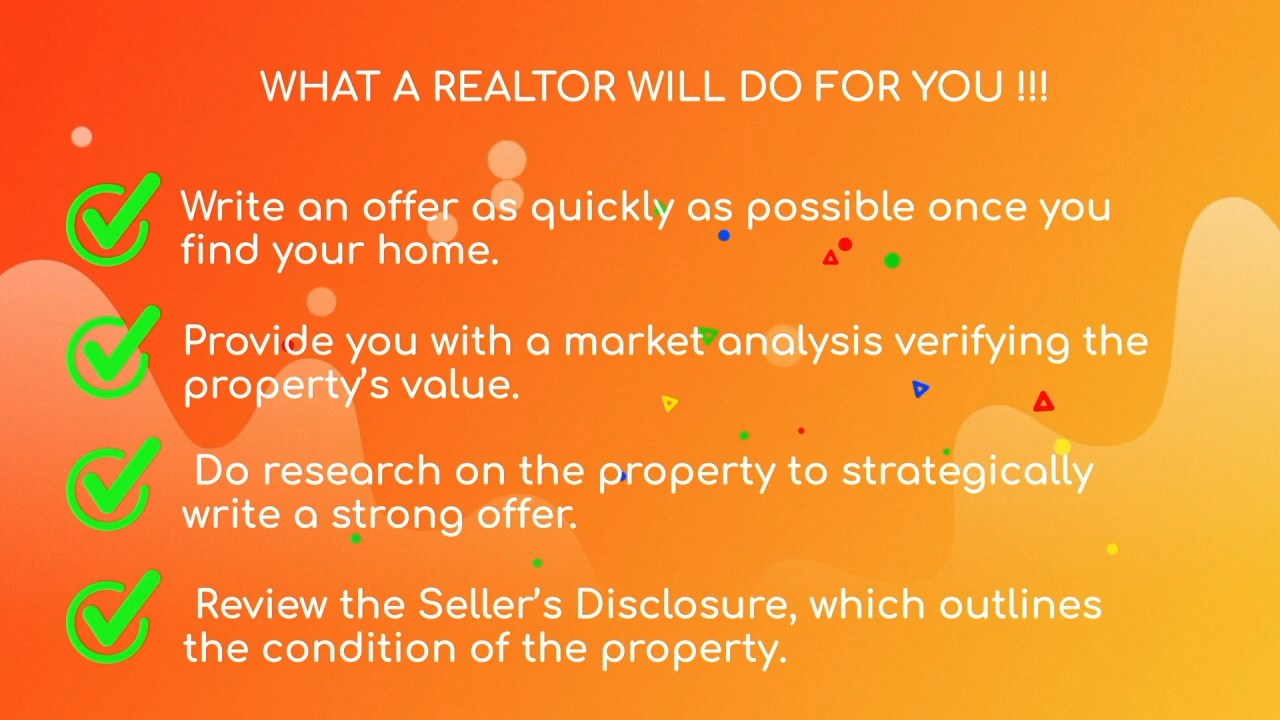 WHAT A REALTOR WILL DO FOR YOU !!!
Write an offer as quickly as possible once you
find your home.
Provide you with a market analysis verifying the
property’s value.
Do research on the property to strategically
write a strong offer.
Review the Seller’s Disclosure, which outlines
the condition of the property.